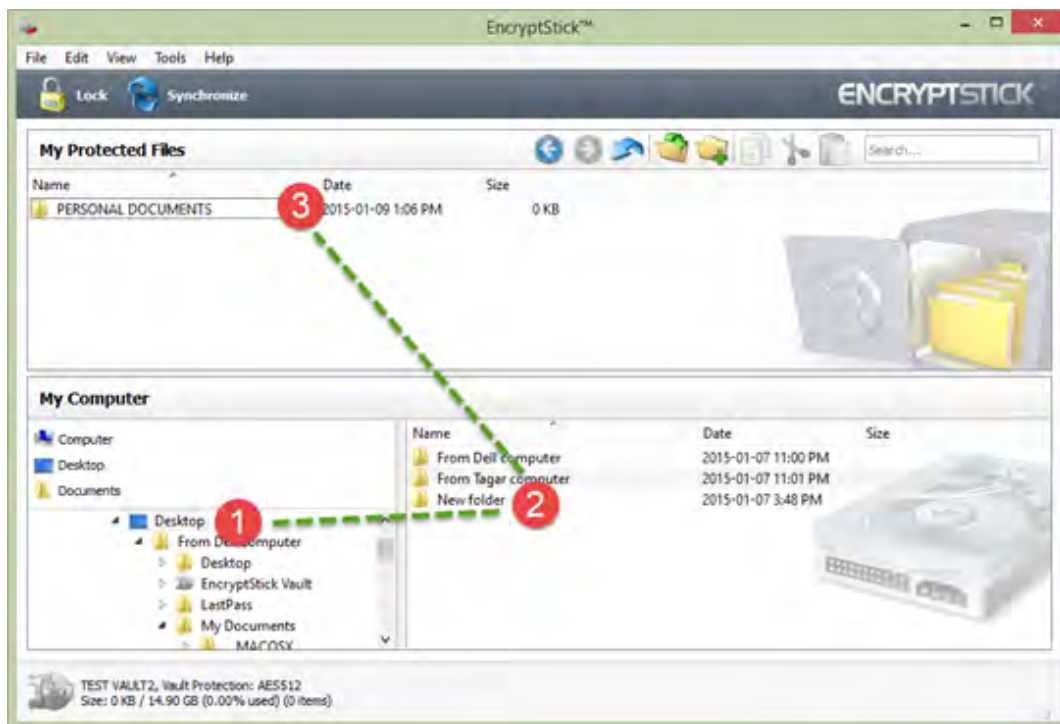 EncryptStick™
File Edit View Tools Help
Lock Synchronize ENCRYPTSTICK
My Protected Files Search...
Name Date Size
PERSONAL DOCUMENTS 3 2015-01-09 1:06 PM 0 KB
My Computer
Computer
Desktop
Documents
Desktop 1
From Dell computer
Desktop
EncryptStick Vault
LastPass
My Documents
MACOSX
Name Date Size
From Dell computer 2015-01-07 11:00 PM
From Tagar computer 2015-01-07 11:01 PM
New folder 2 2015-01-07 3:48 PM
TEST VAULT2, Vault Protection: AES512
Size: 0 KB / 14.90 GB (0.00% used) (0 items)